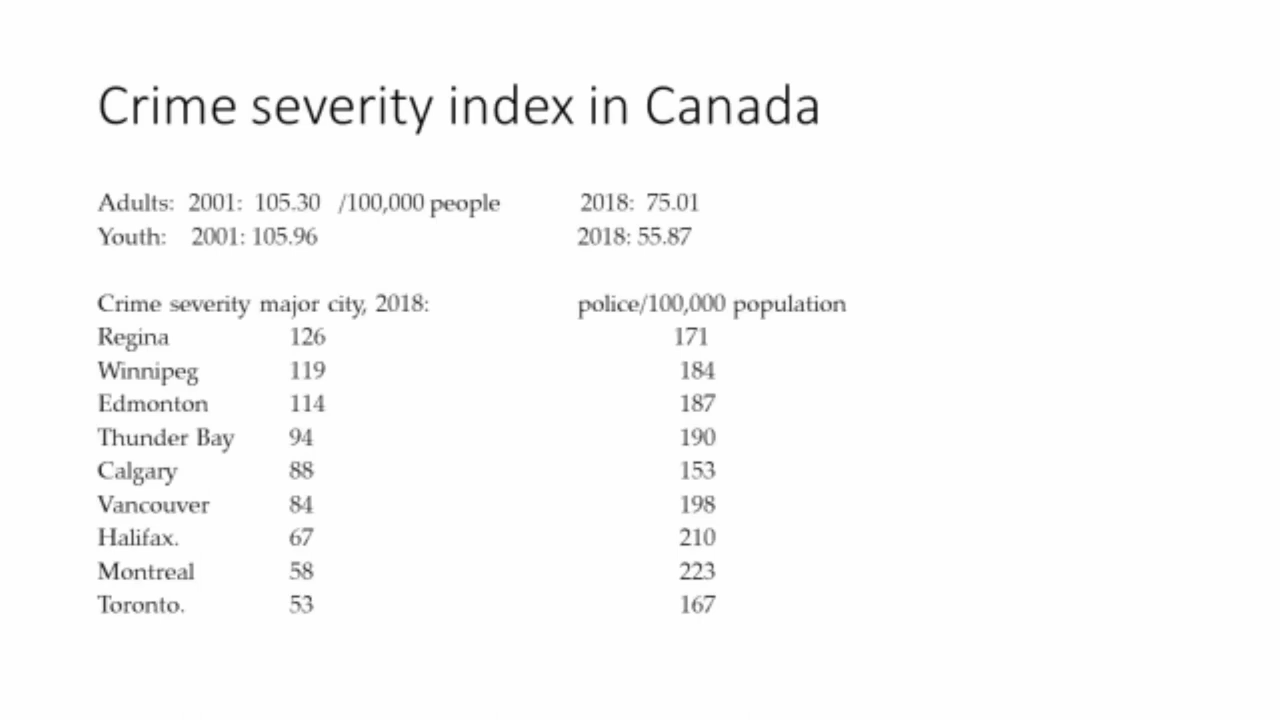 Crime severity index in Canada
Adults: 2001: 105.30 /100,000 people 2018: 75.01
Youth: 2001: 105.96 2018: 55.87
Crime severity major city, 2018: police/100,000 population
Regina 126 171
Winnipeg 119 184
Edmonton 114 187
Thunder Bay 94 190
Calgary 88 153
Vancouver 84 198
Halifax. 67 210
Montreal 58 223
Toronto. 53 167